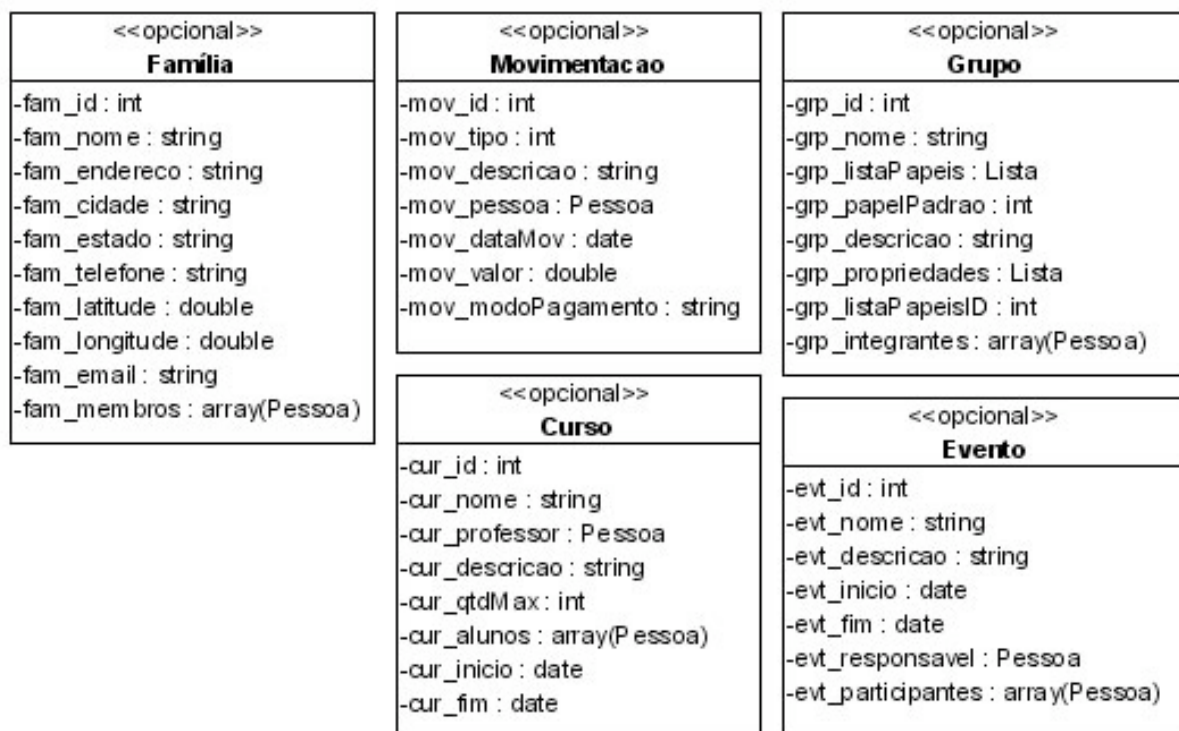 <<opcional>>
Família
-fam_id : int
-fam_nome : string
-fam_endereco : string
-fam_cidade : string
-fam_estado : string
-fam_telefone : string
-fam_latitude : double
-fam_longitude : double
-fam_email : string
-fam_membros : array(Pessoa)
<<opcional>>
Movimentacao
-mov_id : int
-mov_tipo : int
-mov_descricao : string
-mov_pessoa : Pessoa
-mov_dataMov : date
-mov_valor : double
-mov_modoPagamento : string
<<opcional>>
Curso
-cur_id : int
-cur_nome : string
-cur_professor : Pessoa
-cur_descricao : string
-cur_qtdMax : int
-cur_alunos : array(Pessoa)
-cur_inicio : date
-cur_fim : date
<<opcional>>
Grupo
-grp_id : int
-grp_nome : string
-grp_listaPapeis : Lista
-grp_papelPadrao : int
-grp_descricao : string
-grp_propriedades : Lista
-grp_listaPapeisID : int
-grp_integrantes : array(Pessoa)
<<opcional>>
Evento
-evt_id : int
-evt_nome : string
-evt_descricao : string
-evt_inicio : date
-evt_fim : date
-evt_responsavel : Pessoa
-evt_participantes : array(Pessoa)